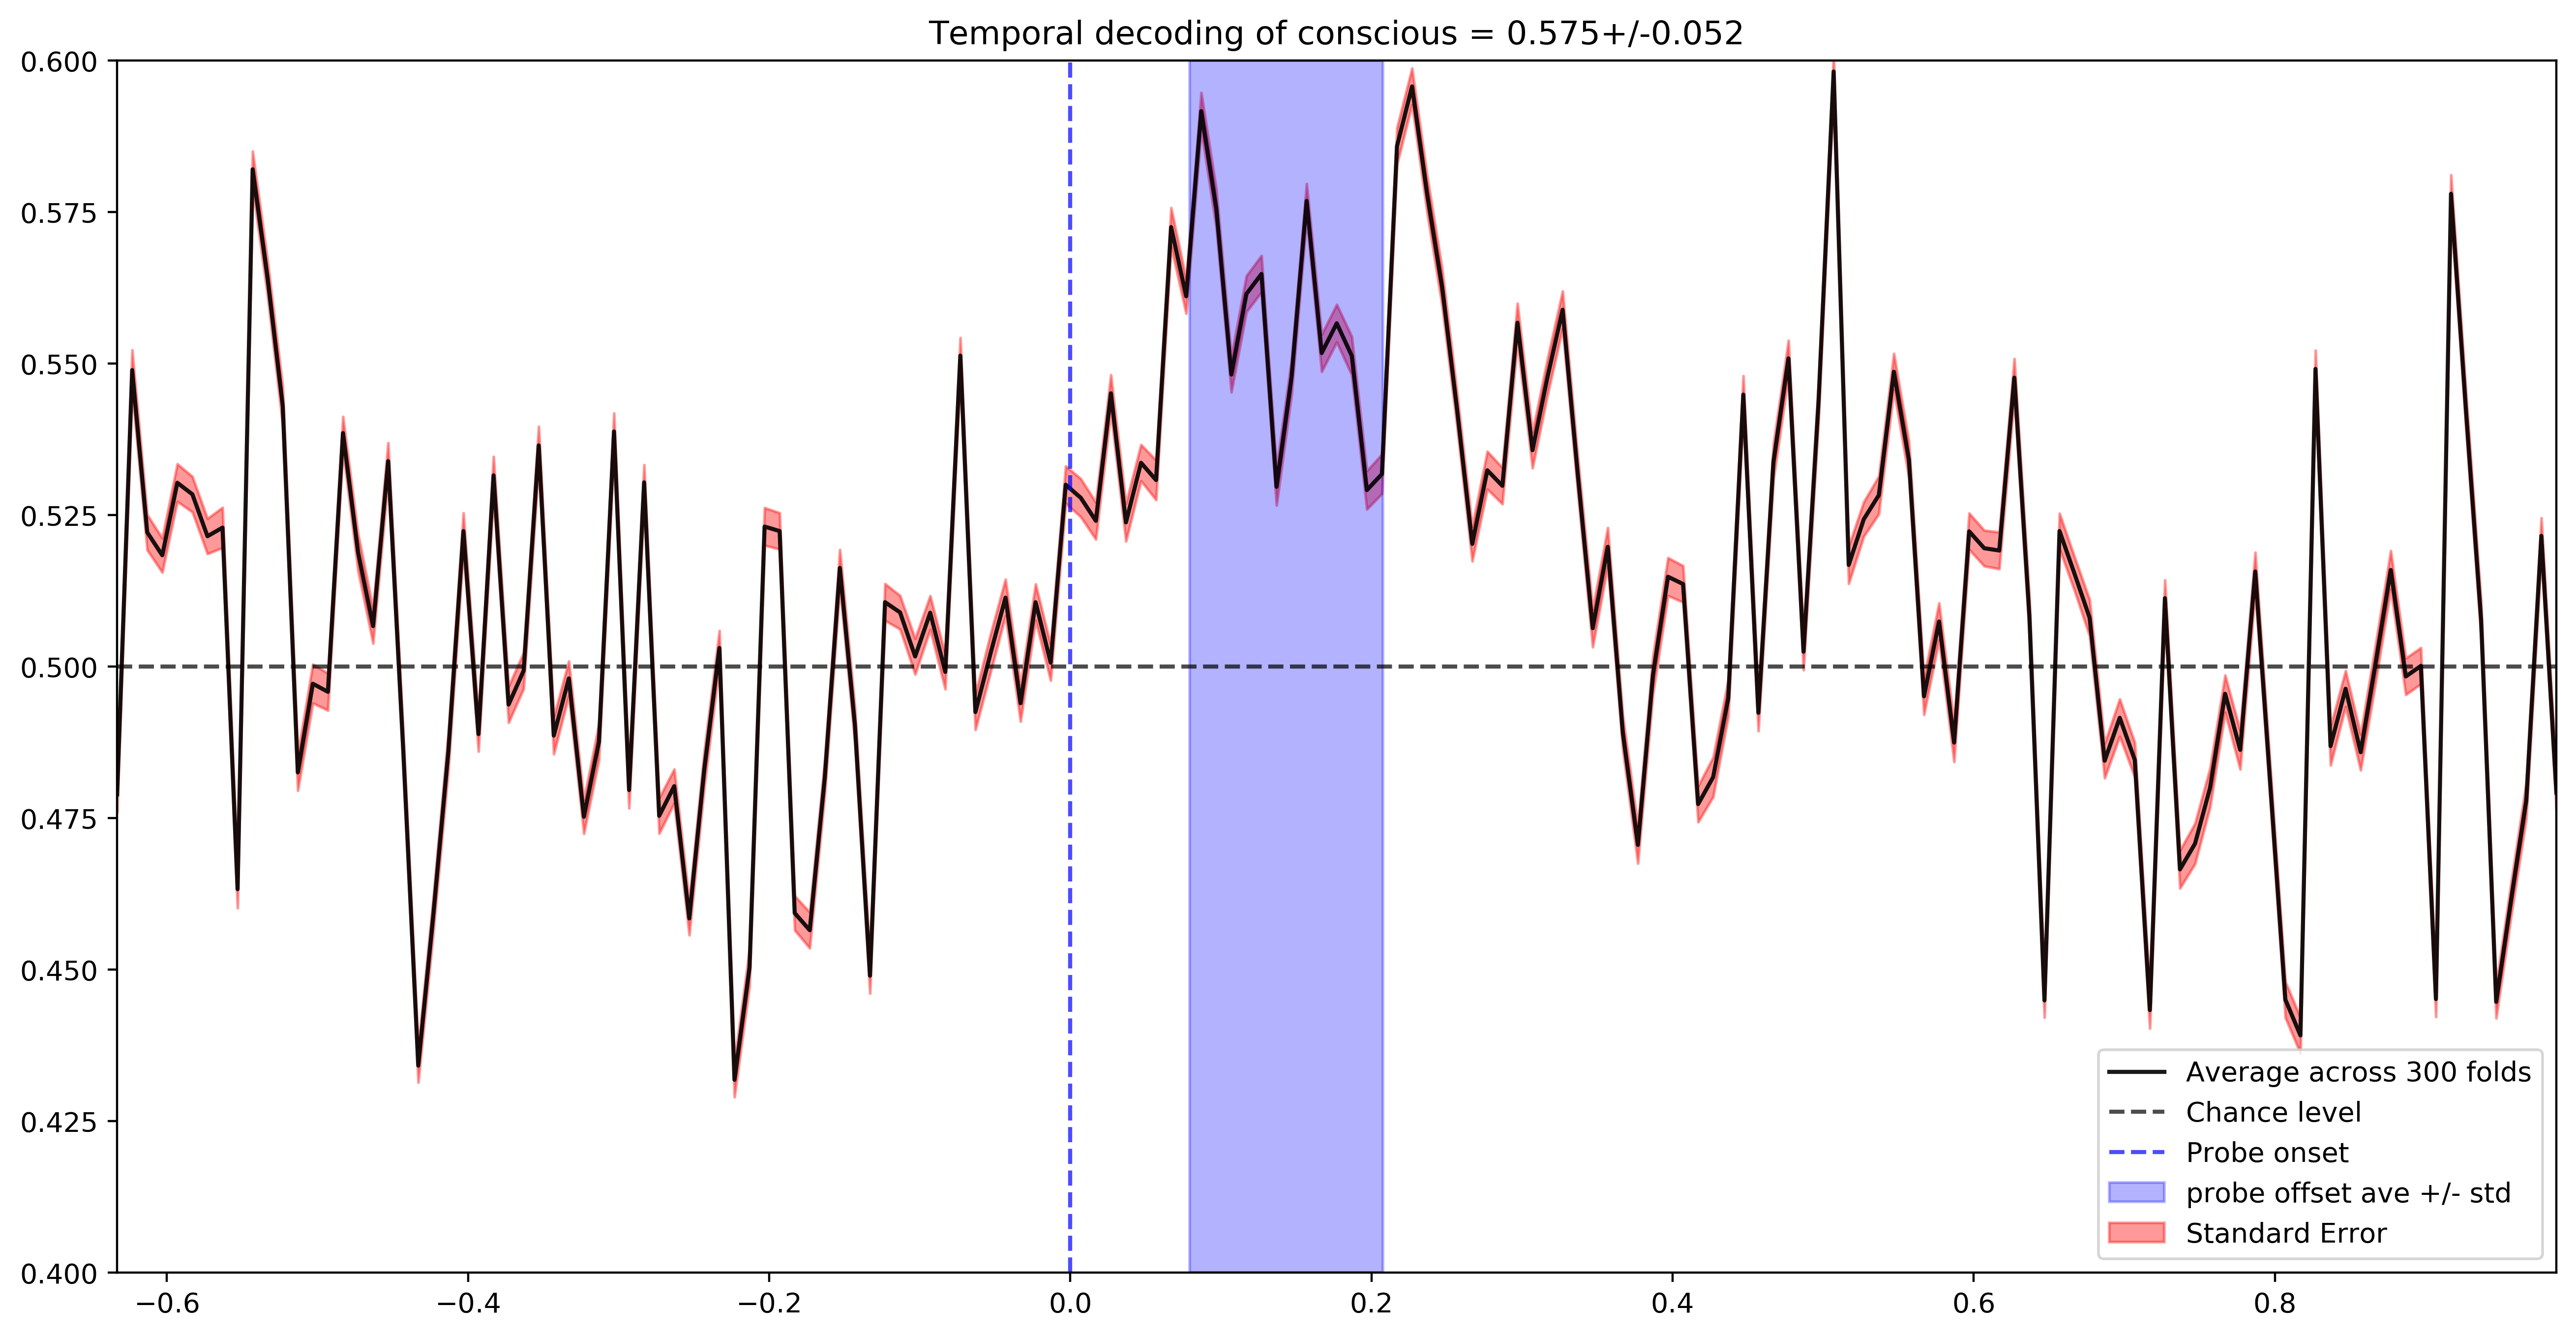 Temporal decoding of conscious = 0.575+/-0.052
0.600
0.575
0.550
0.525
0.500
0.475
0.450
0.425
0.400
−0.6
−0.4
−0.2
0.0
0.2
0.4
0.6
0.8
Average across 300 folds
Chance level
Probe onset
probe offset ave +/- std
Standard Error